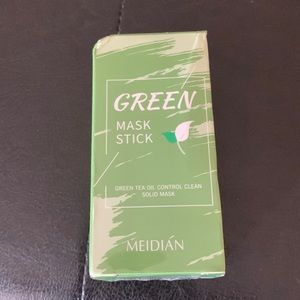 GREEN
MASK
STICK
GREEN TEA OIL CONTROL CLEAN
SOLID MASK
MEIDIÁN